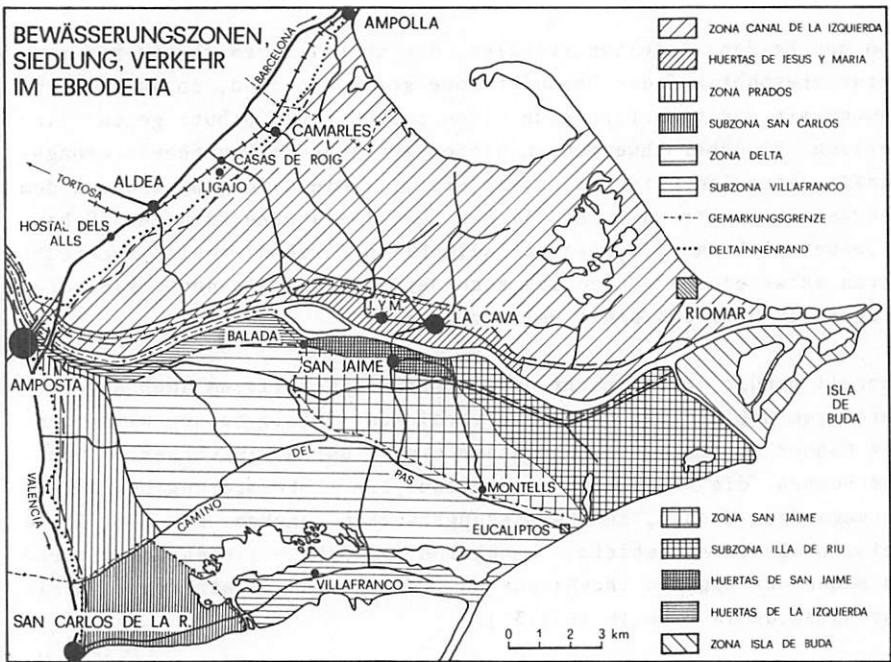 BEWÄSSERUNGSZONEN,
SIEDLUNG, VERKEHR
IM EBRODELTA
AMPOLLA
BARCELONA
CAMARLES
CASAS DE ROIG
LIGAJO
ALDEA
TORTOSA
HOSTAL DELS
ALLS
J. Y M.
LA CAVA
RIOMAR
BALADA
SAN JAIME
AMPOSTA
ISLA
DE
BUDA
VALENCIA
CAMINO DEL PAS
MONTELLS
EUCALIPTOS
VILLAFRANCO
SAN CARLOS DE LA R.
0 1 2 3 km
ZONA CANAL DE LA IZQUIERDA
HUERTAS DE JESUS Y MARIA
ZONA PRADOS
SUBZONA SAN CARLOS
ZONA DELTA
SUBZONA VILLAFRANCO
GEMARKUNGSGRENZE
DELTAINNENRAND
ZONA SAN JAIME
SUBZONA ILLA DE RIU
HUERTAS DE SAN JAIME
HUERTAS DE LA IZQUIERDA
ZONA ISLA DE BUDA